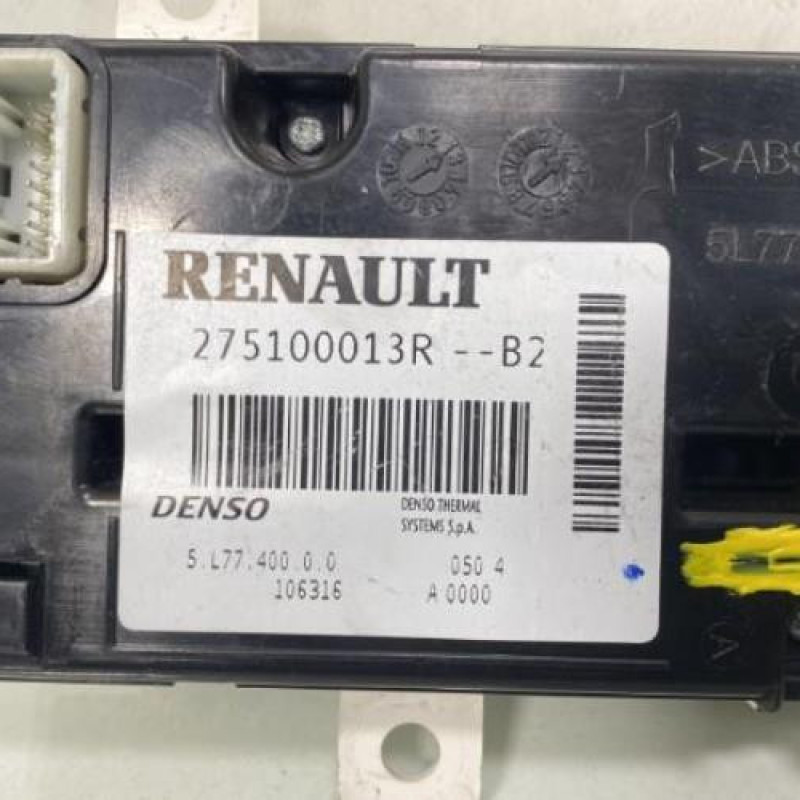 >ABS
5L77
RENAULT
275100013R --B2
DENSO
DENSO THERMAL
SYSTEMS S.p.A.
5.L77.400.0.0 050 4
106316 A 0000
A